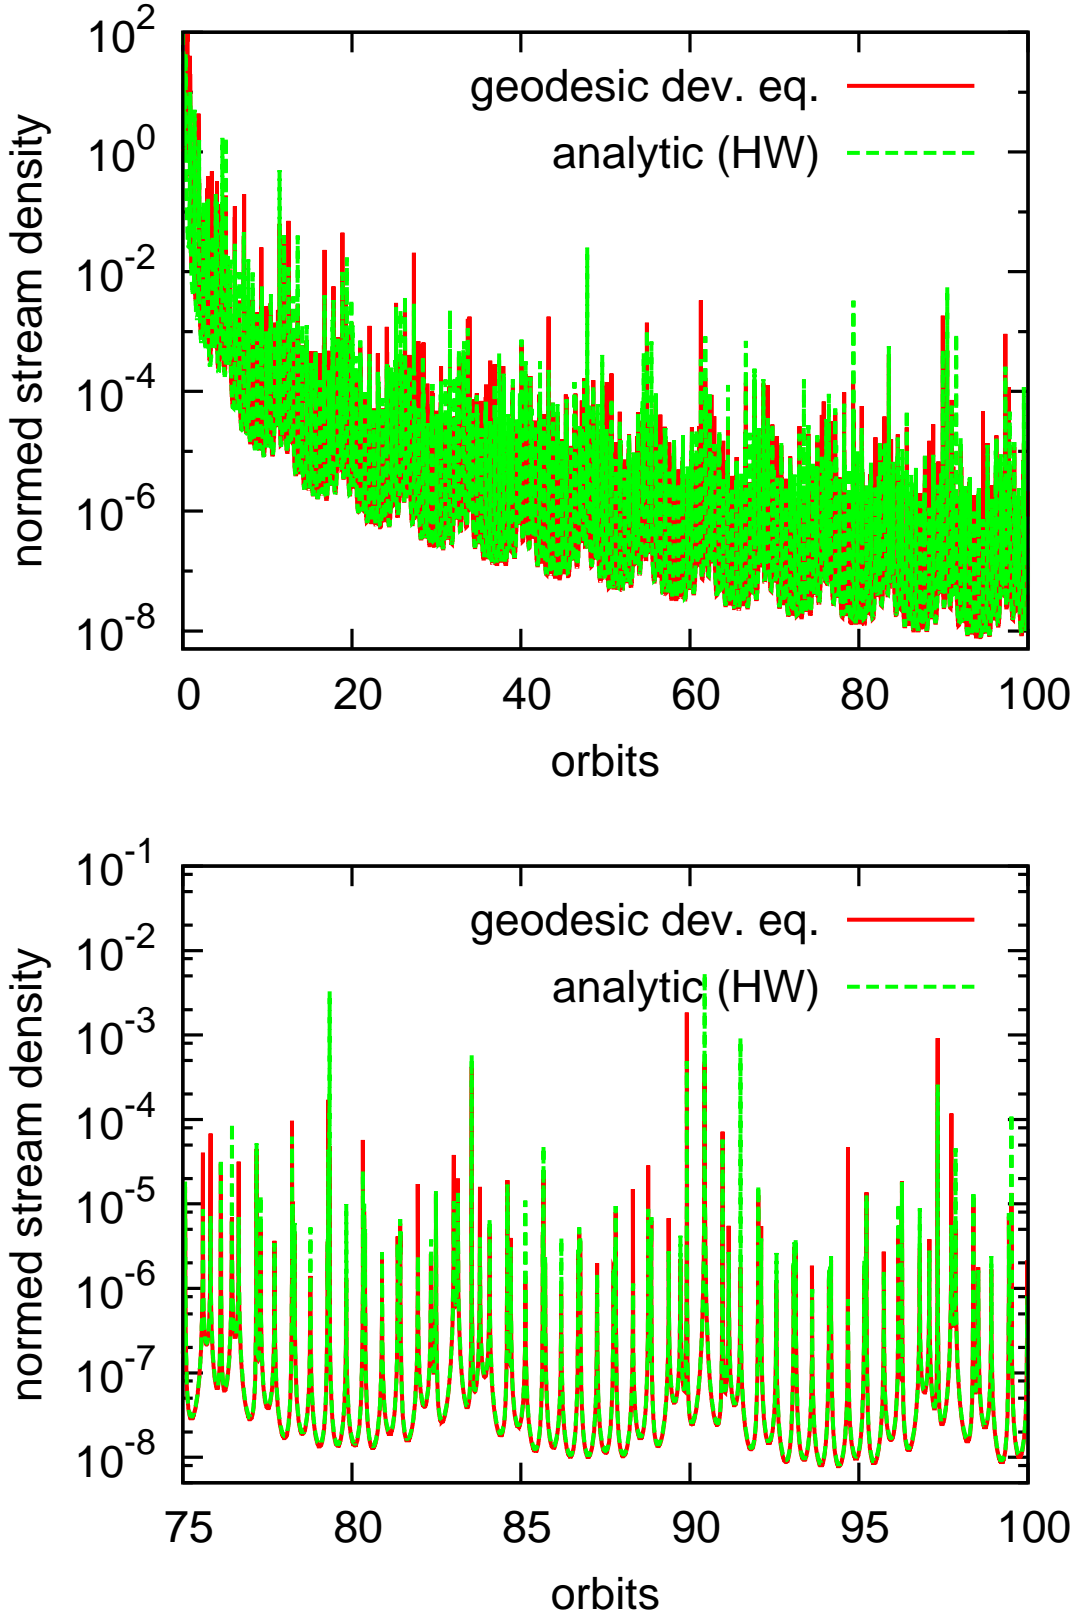 normed stream density
10^2
10^0
10^-2
10^-4
10^-6
10^-8
geodesic dev. eq.
analytic (HW)
0 20 40 60 80 100
orbits
normed stream density
10^-1
10^-2
10^-3
10^-4
10^-5
10^-6
10^-7
10^-8
geodesic dev. eq.
analytic (HW)
75 80 85 90 95 100
orbits